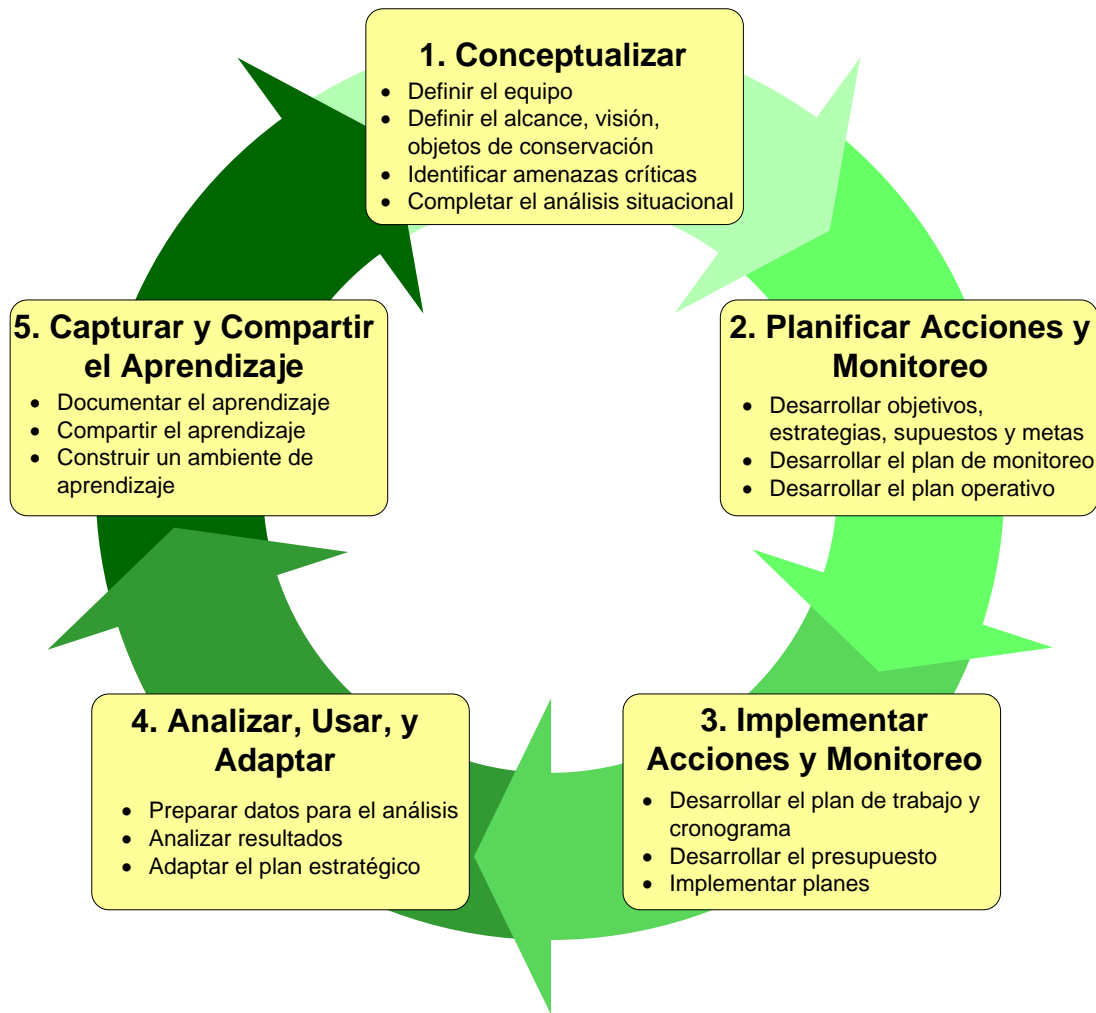 1. Conceptualizar
• Definir el equipo
• Definir el alcance, visión,
objetos de conservación
• Identificar amenazas críticas
• Completar el análisis situacional
2. Planificar Acciones y
Monitoreo
• Desarrollar objetivos,
estrategias, supuestos y metas
• Desarrollar el plan de monitoreo
• Desarrollar el plan operativo
3. Implementar
Acciones y Monitoreo
• Desarrollar el plan de trabajo y
cronograma
• Desarrollar el presupuesto
• Implementar planes
4. Analizar, Usar, y
Adaptar
• Preparar datos para el análisis
• Analizar resultados
• Adaptar el plan estratégico
5. Capturar y Compartir
el Aprendizaje
• Documentar el aprendizaje
• Compartir el aprendizaje
• Construir un ambiente de
aprendizaje